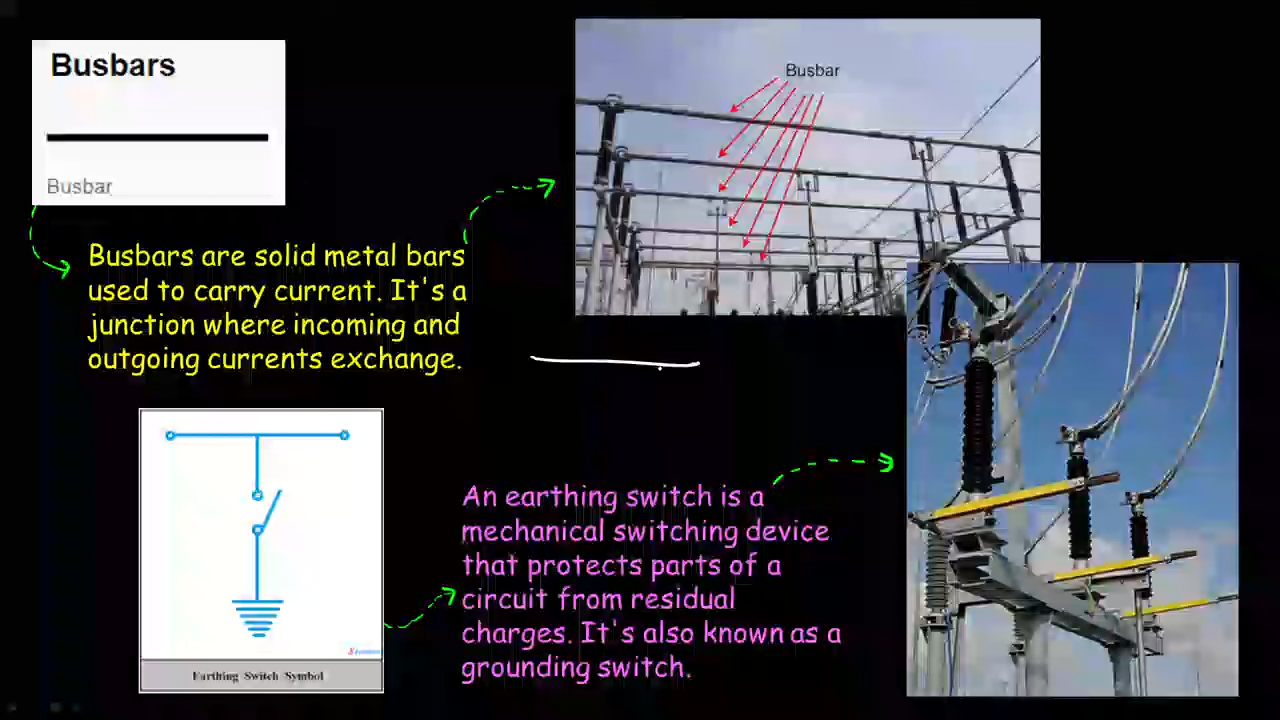 Busbars
Busbar
Busbar
Busbars are solid metal bars
used to carry current. It's a
junction where incoming and
outgoing currents exchange.
An earthing switch is a
mechanical switching device
that protects parts of a
circuit from residual
charges. It's also known as a
grounding switch.
Earthing Switch Symbol